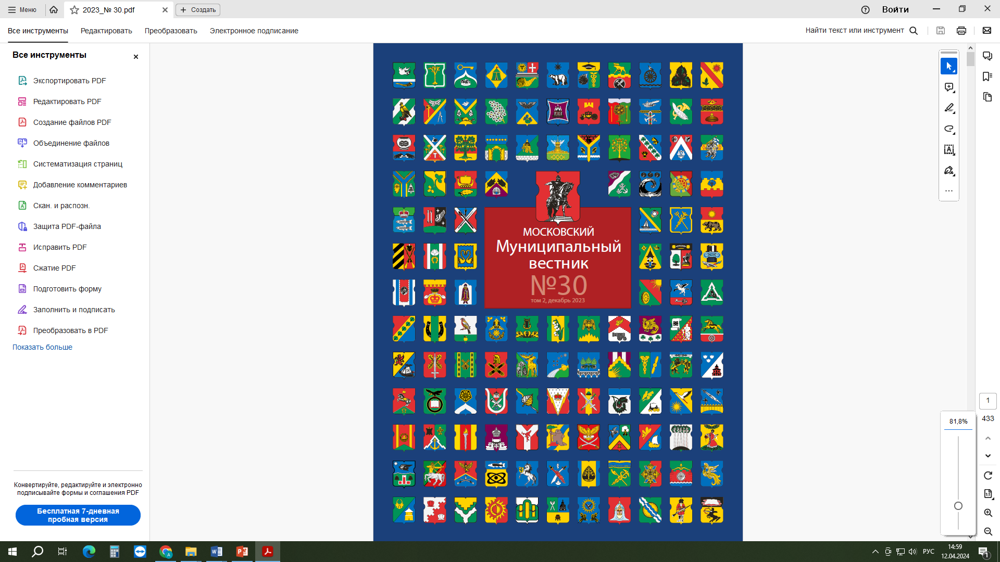 Меню
2023_№ 30.pdf
Создать
Войти
Все инструменты
Редактировать
Преобразовать
Электронное подписание
Найти текст или инструмент
Все инструменты
Экспортировать PDF
Редактировать PDF
Создание файлов PDF
Объединение файлов
Систематизация страниц
Добавление комментариев
Скан. и распозн.
Защита PDF-файла
Исправить PDF
Сжатие PDF
Подготовить форму
Заполнить и подписать
Преобразовать в PDF
Показать больше
Конвертируйте, редактируйте и электронно
подписывайте формы и соглашения PDF
Бесплатная 7-дневная
пробная версия
МОСКОВСКИЙ
Муниципальный
вестник
№30
том 2, декабрь 2023
1
433
81,8%
РУС
14:59
12.04.2024
1